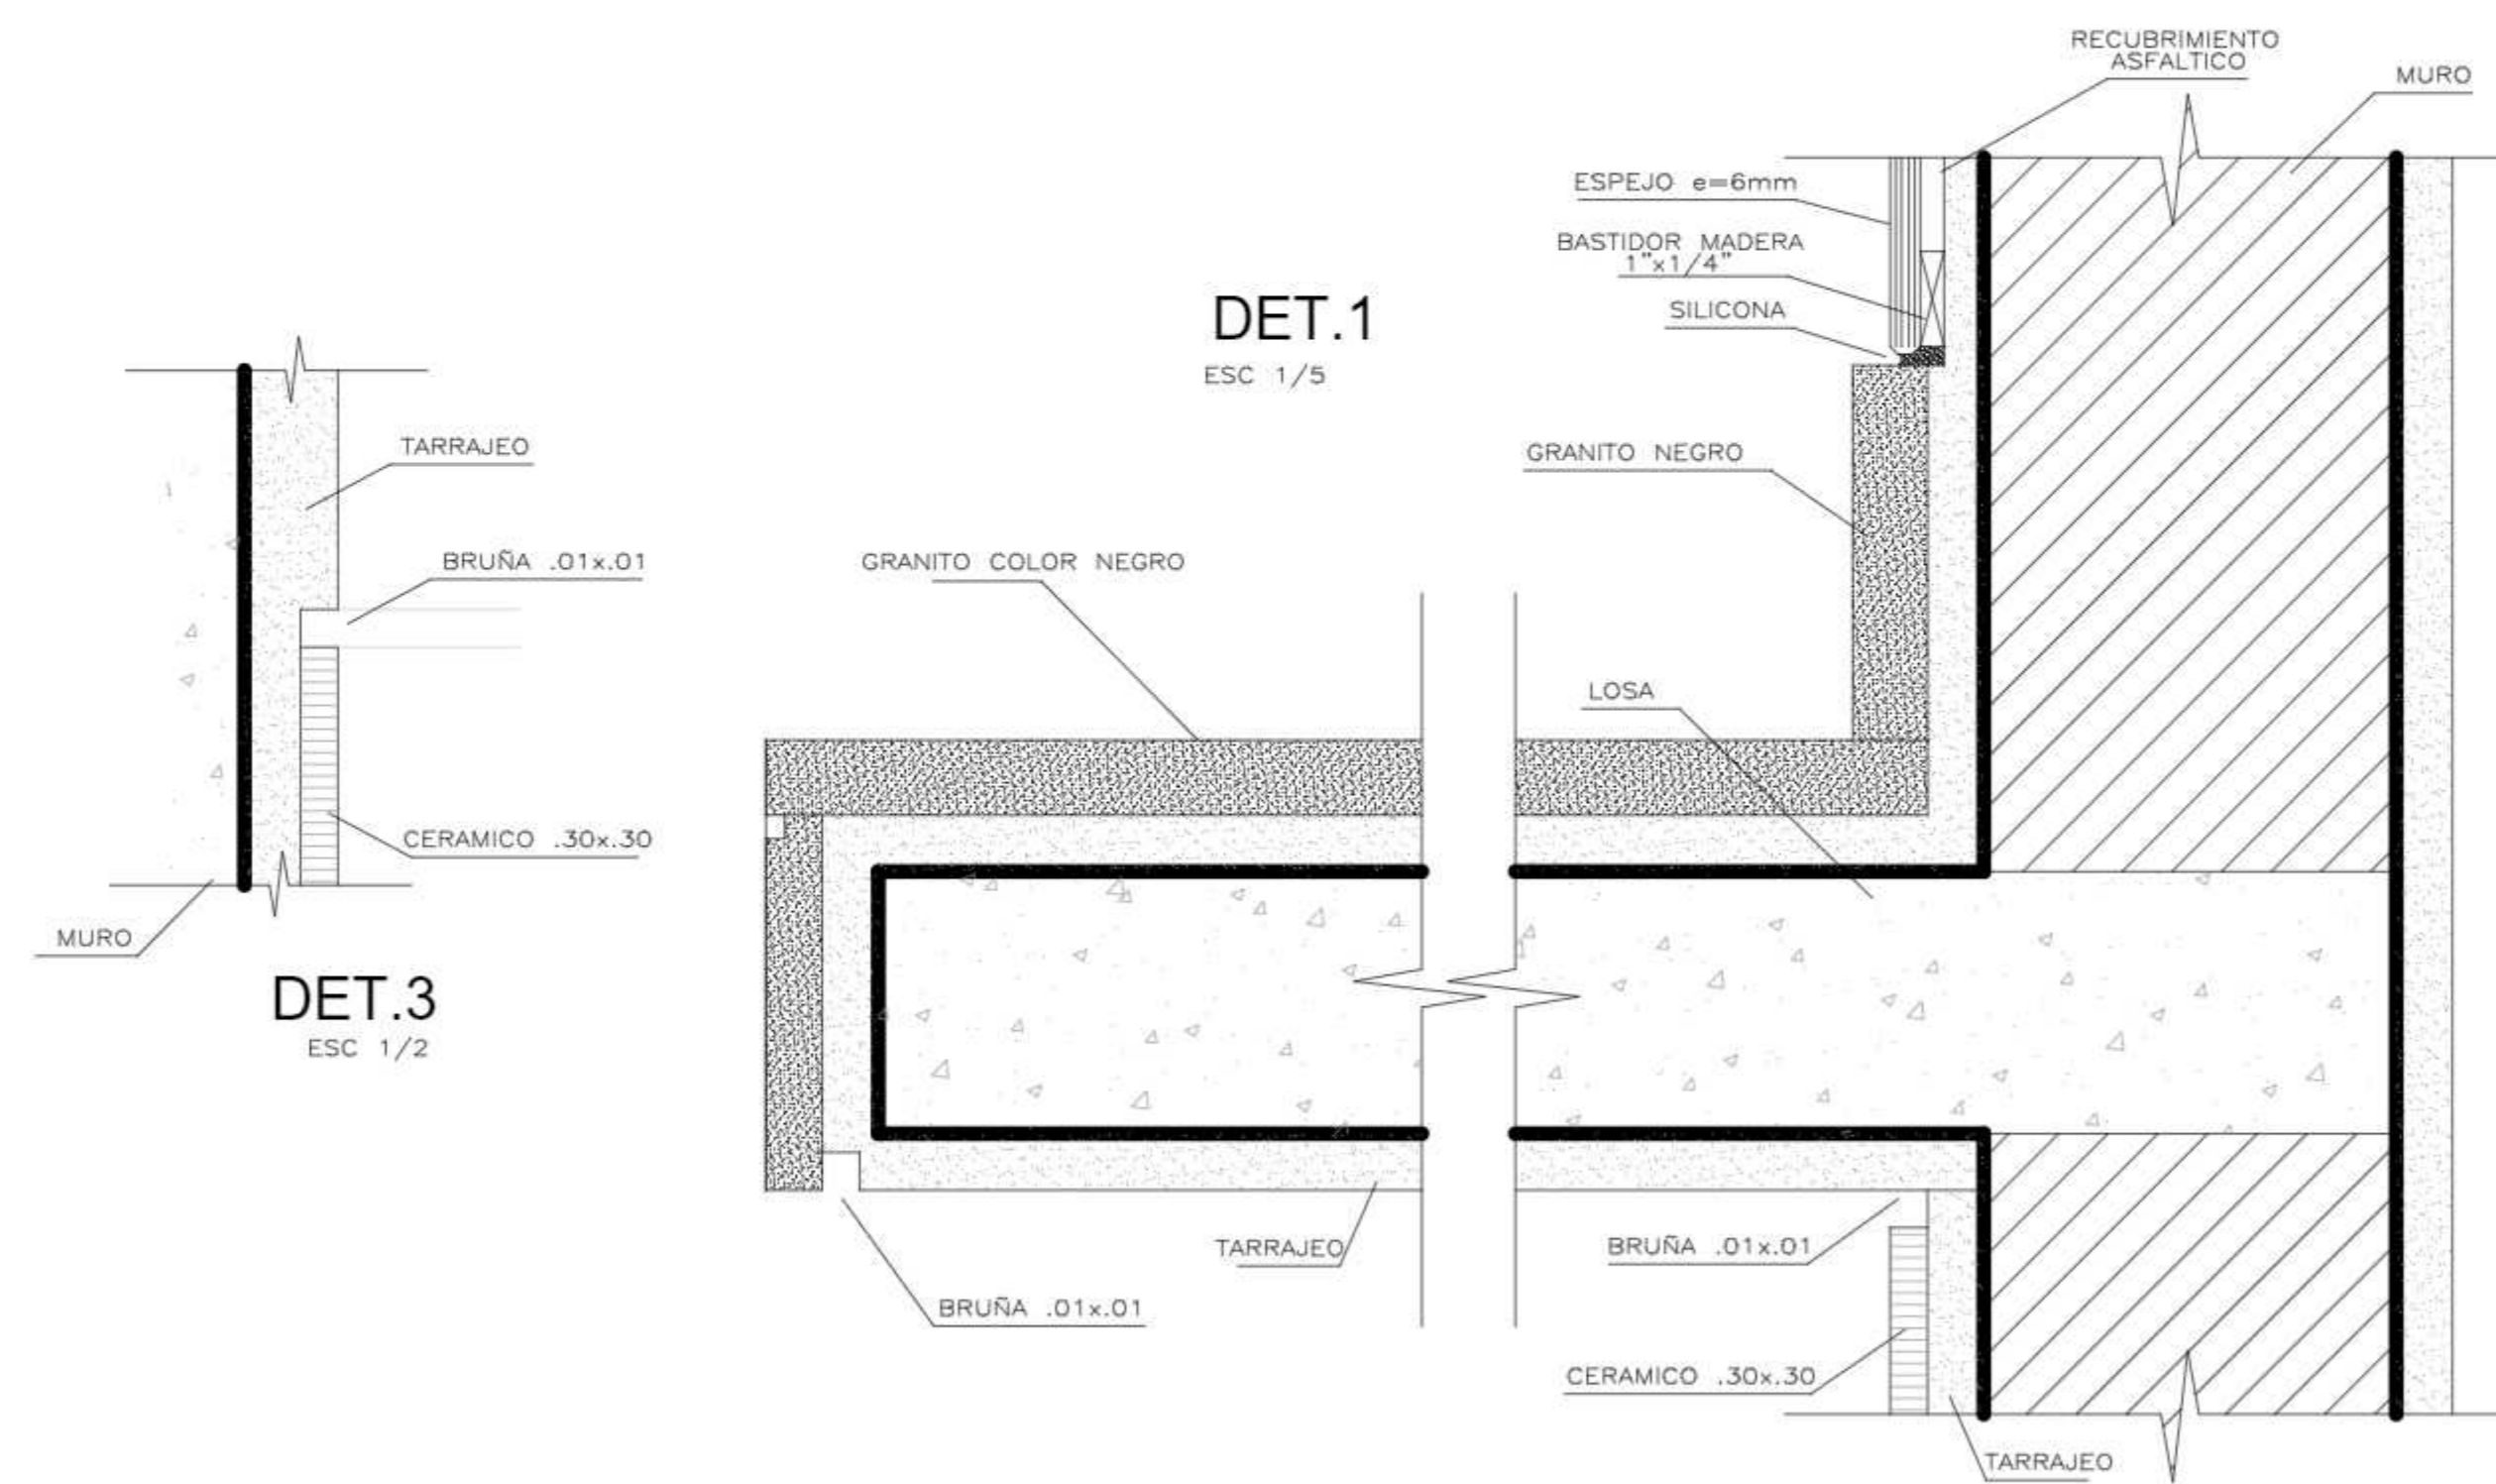 RECUBRIMIENTO
ASFALTICO
MURO
ESPEJO e=6mm
BASTIDOR MADERA
1"x1/4"
SILICONA
DET.1
ESC 1/5
GRANITO NEGRO
TARRAJEO
BRUÑA .01x.01
GRANITO COLOR NEGRO
LOSA
CERAMICO .30x.30
MURO
DET.3
ESC 1/2
TARRAJEO
BRUÑA .01x.01
BRUÑA .01x.01
CERAMICO .30x.30
TARRAJEO